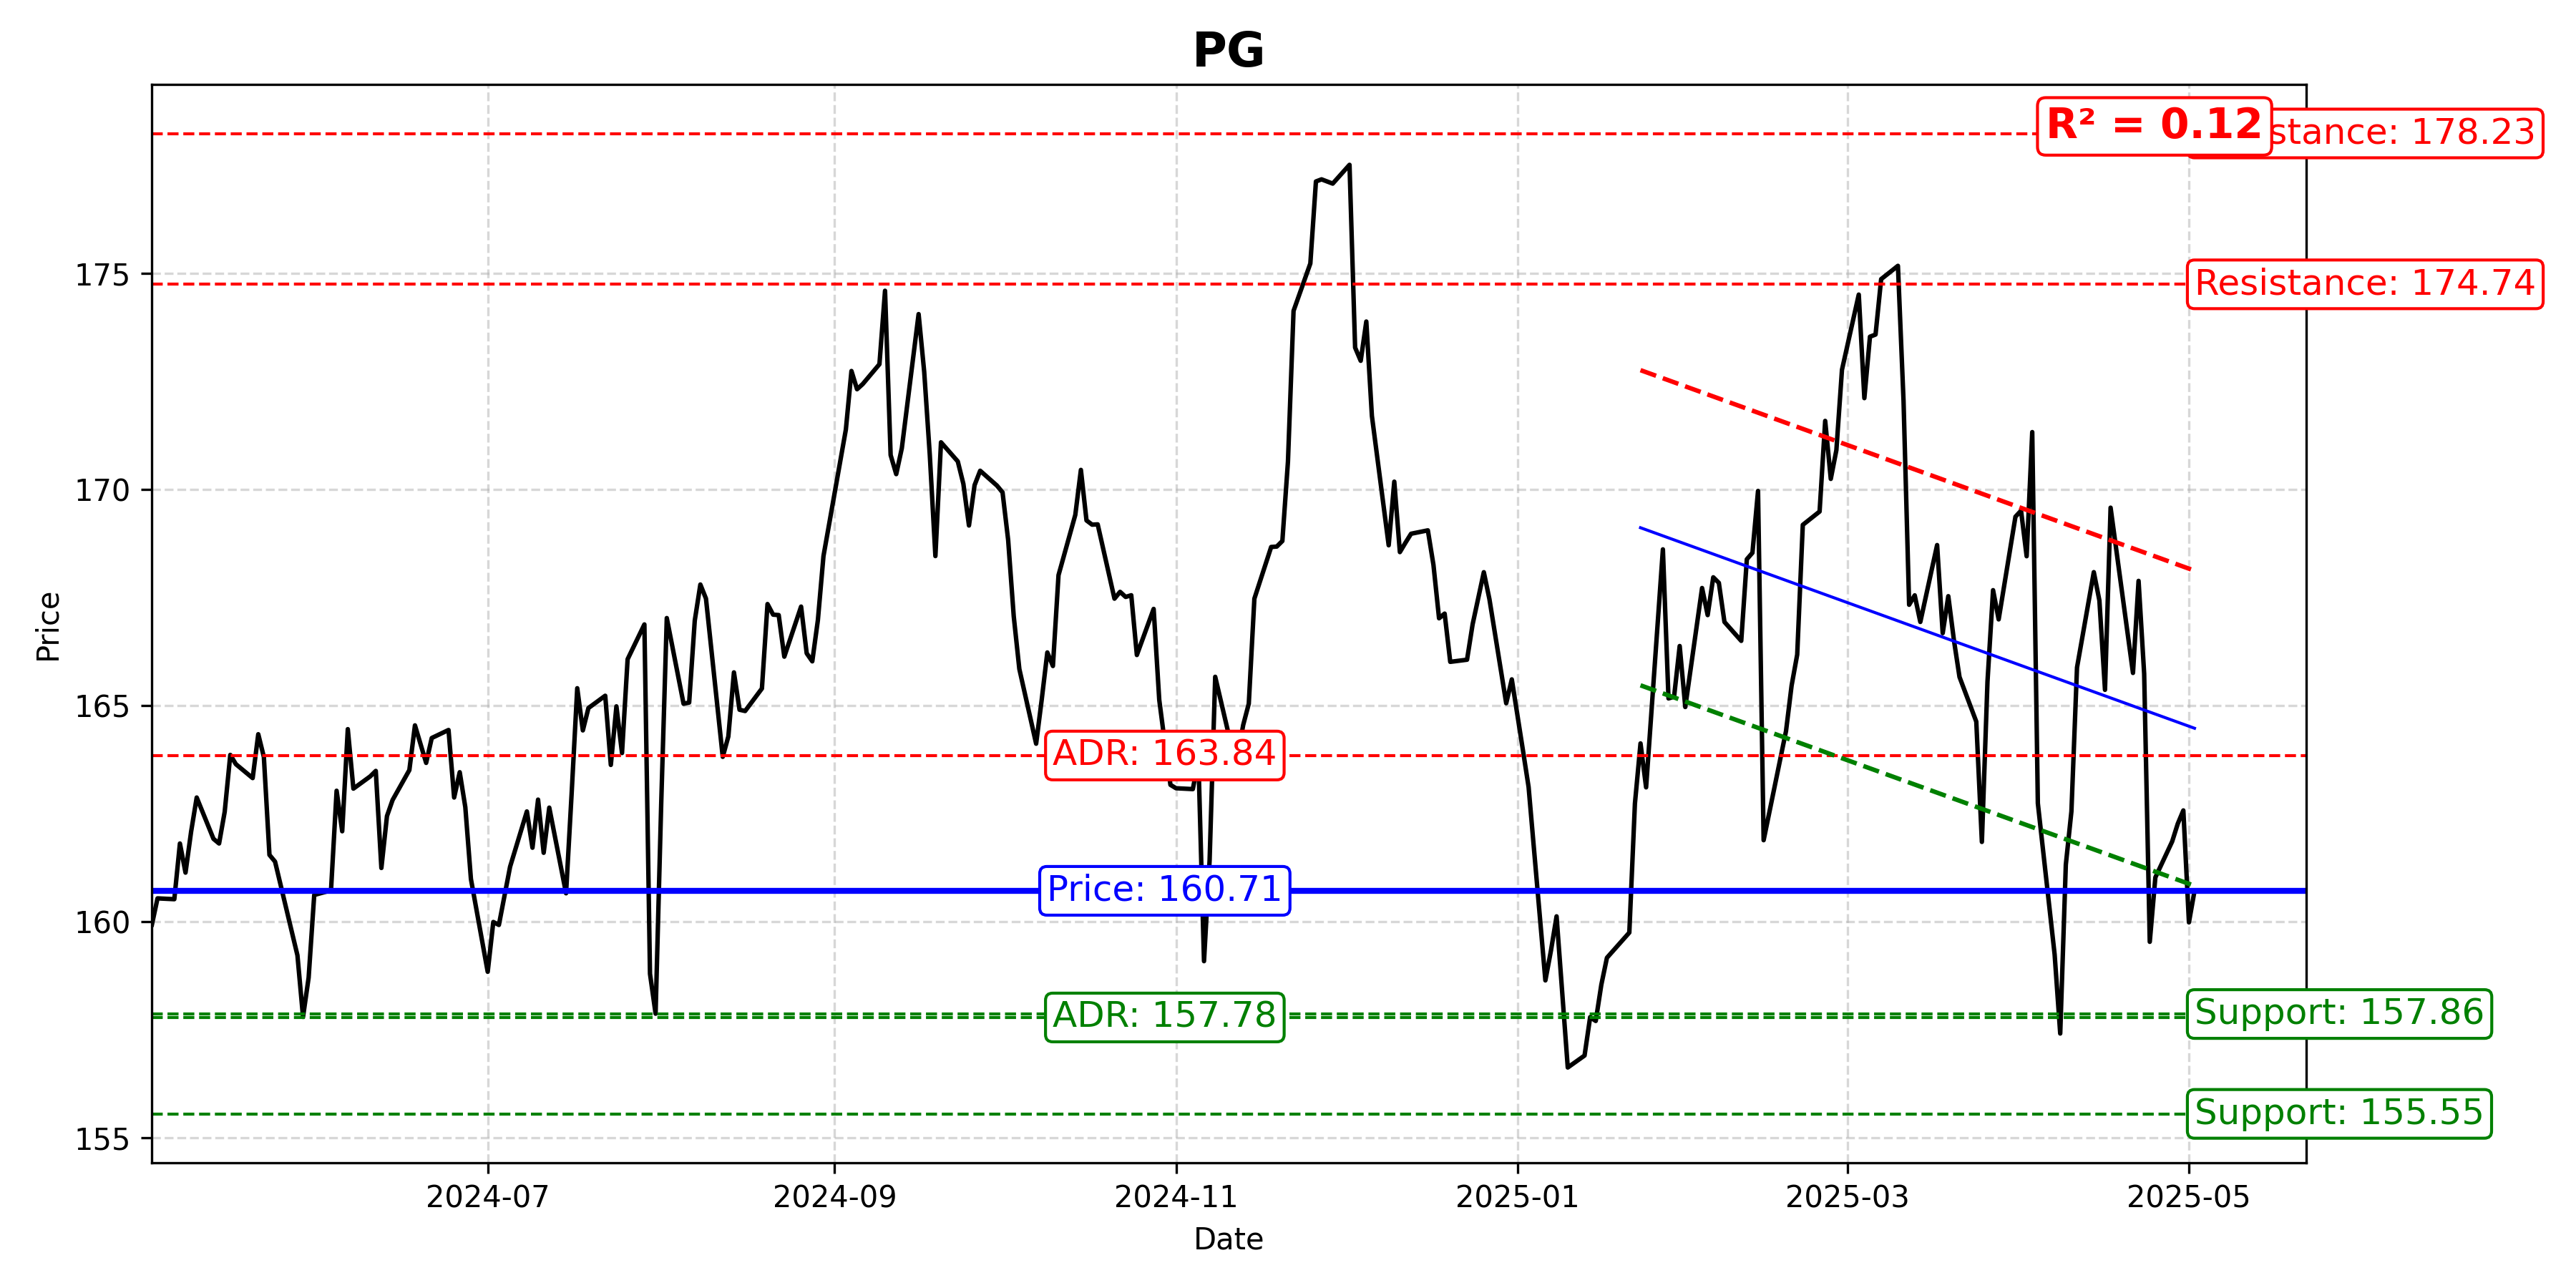 PG
R² = 0.12
stance: 178.23
175
Resistance: 174.74
170
Price
165
ADR: 163.84
Price: 160.71
160
ADR: 157.78
Support: 157.86
Support: 155.55
155
2024-07
2024-09
2024-11
2025-01
2025-03
2025-05
Date